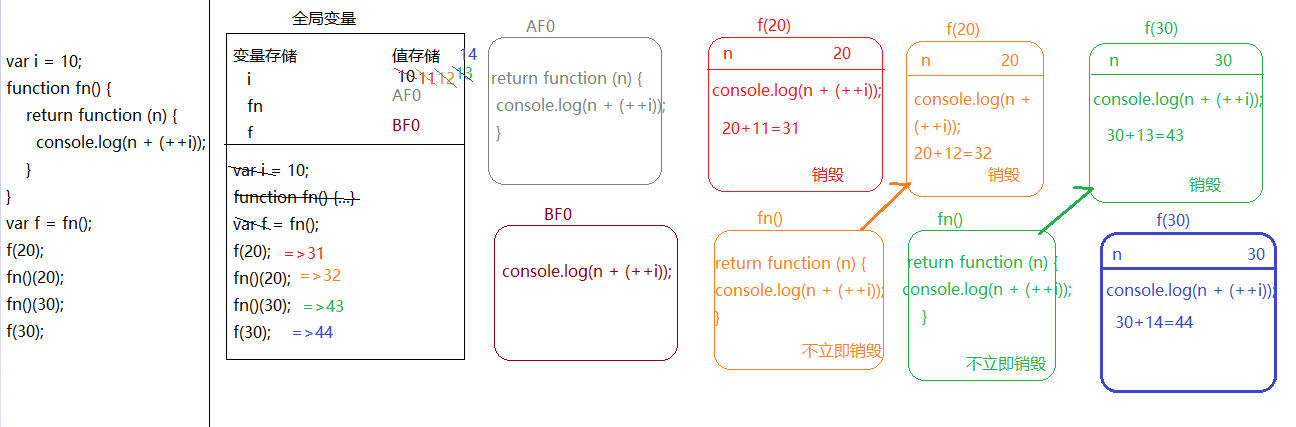 var i = 10;
function fn() {
return function (n) {
console.log(n + (++i));
}
}
var f = fn();
f(20);
fn()(20);
fn()(30);
f(30);
全局变量
变量存储 值存储 14
i 10 11 12 13
AF0
fn
BF0
f
var i = 10;
function fn() {...}
var f = fn();
f(20); =>31
fn()(20); =>32
fn()(30); =>43
f(30); =>44
AF0
return function (n) {
console.log(n + (++i));
}
BF0
console.log(n + (++i));
f(20)
n 20
console.log(n + (++i));
20+11=31
销毁
f(20)
n 20
console.log(n +
(++i));
20+12=32
销毁
f(30)
n 30
console.log(n + (++i));
30+13=43
销毁
fn()
return function (n) {
console.log(n + (++i));
}
不立即销毁
fn()
return function (n) {
console.log(n + (++i));
}
不立即销毁
f(30)
n 30
console.log(n + (++i));
30+14=44